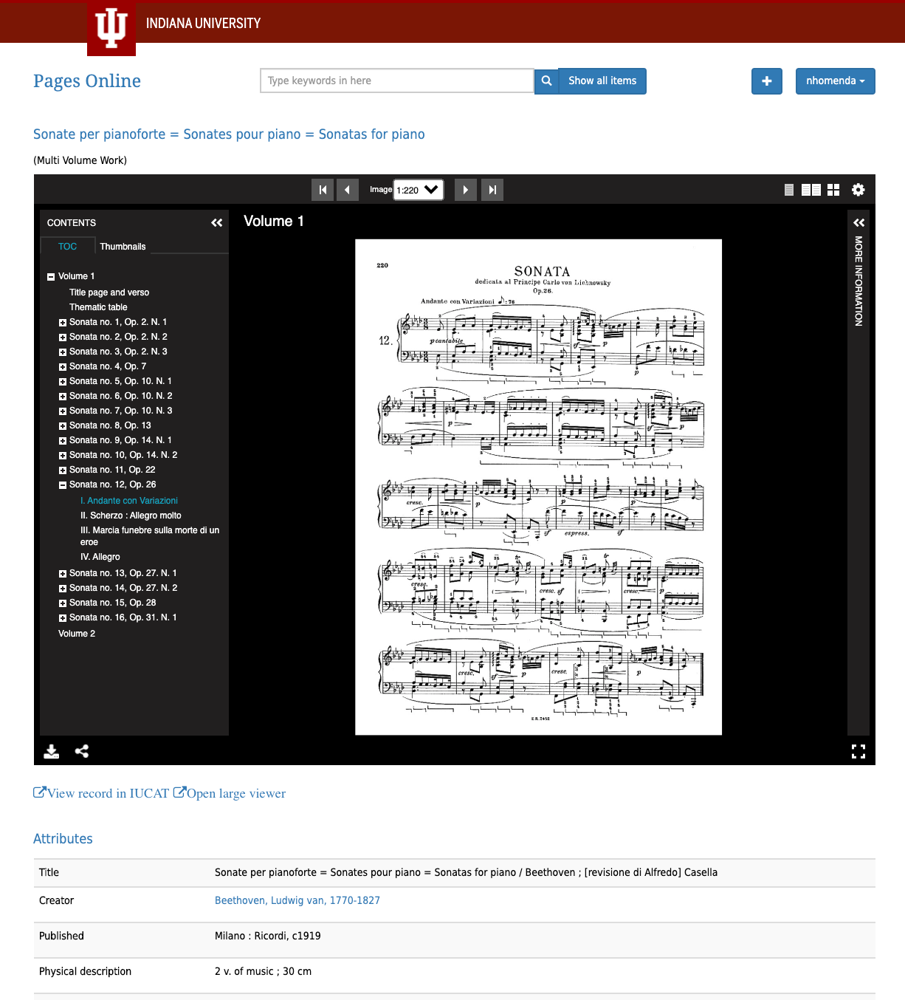 INDIANA UNIVERSITY
Pages Online
Type keywords in here
Show all items
nhomenda
Sonate per pianoforte = Sonates pour piano = Sonatas for piano
(Multi Volume Work)
Image 1:220
CONTENTS
TOC Thumbnails
Volume 1
Title page and verso
Thematic table
Sonata no. 1, Op. 2. N. 1
Sonata no. 2, Op. 2. N. 2
Sonata no. 3, Op. 2. N. 3
Sonata no. 4, Op. 7
Sonata no. 5, Op. 10. N. 1
Sonata no. 6, Op. 10. N. 2
Sonata no. 7, Op. 10. N. 3
Sonata no. 8, Op. 13
Sonata no. 9, Op. 14. N. 1
Sonata no. 10, Op. 14. N. 2
Sonata no. 11, Op. 22
Sonata no. 12, Op. 26
I. Andante con Variazioni
II. Scherzo : Allegro molto
III. Marcia funebre sulla morte di un
eroe
IV. Allegro
Sonata no. 13, Op. 27. N. 1
Sonata no. 14, Op. 27. N. 2
Sonata no. 15, Op. 28
Sonata no. 16, Op. 31. N. 1
Volume 2
Volume 1
220
SONATA
dedicata al Principe Carlo von Lichnowsky
Op.26.
Andante con Variazioni ♪=76
12.
p cantabile
sf p
p
p
p
sf p
cresc.
p
p
sf espress. sf
cresc.
cresc. sf
cresc. p
cresc. sf p
cresc. p
E.R. 2452
MORE INFORMATION
View record in IUCAT Open large viewer
Attributes
Title Sonate per pianoforte = Sonates pour piano = Sonatas for piano / Beethoven ; [revisione di Alfredo] Casella
Creator Beethoven, Ludwig van, 1770-1827
Published Milano : Ricordi, c1919
Physical description 2 v. of music ; 30 cm